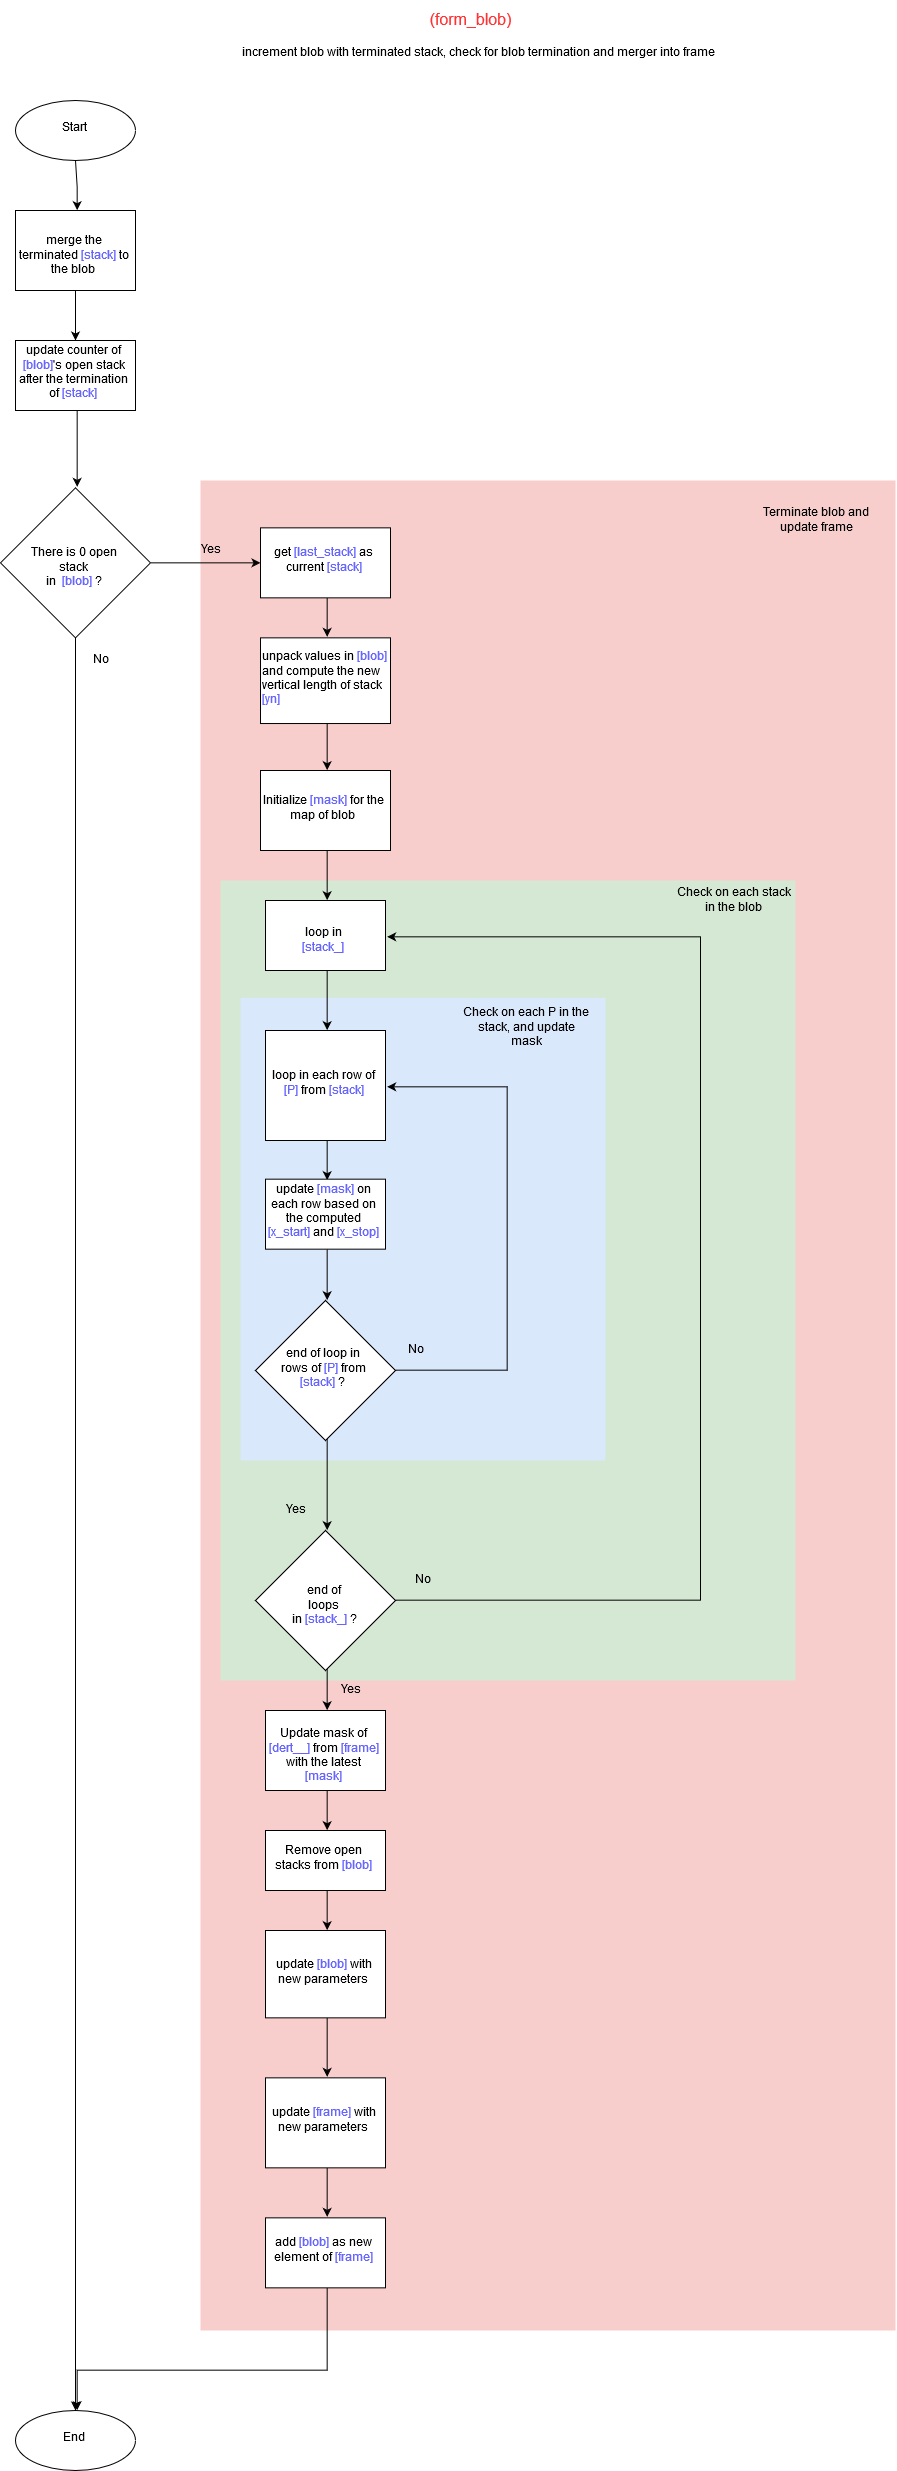 (form_blob)
increment blob with terminated stack, check for blob termination and merger into frame
Start
merge the
terminated [stack] to
the blob
update counter of
[blob]'s open stack
after the termination
of [stack]
There is 0 open
stack
in [blob] ?
Yes
No
Terminate blob and
update frame
get [last_stack] as
current [stack]
unpack values in [blob]
and compute the new
vertical length of stack
[yn]
Initialize [mask] for the
map of blob
Check on each stack
in the blob
loop in
[stack_]
Check on each P in the
stack, and update
mask
loop in each row of
[P] from [stack]
update [mask] on
each row based on
the computed
[x_start] and [x_stop]
end of loop in
rows of [P] from
[stack] ?
No
Yes
end of
loops
in [stack_] ?
No
Yes
Update mask of
[dert__] from [frame]
with the latest
[mask]
Remove open
stacks from [blob]
update [blob] with
new parameters
update [frame] with
new parameters
add [blob] as new
element of [frame]
End